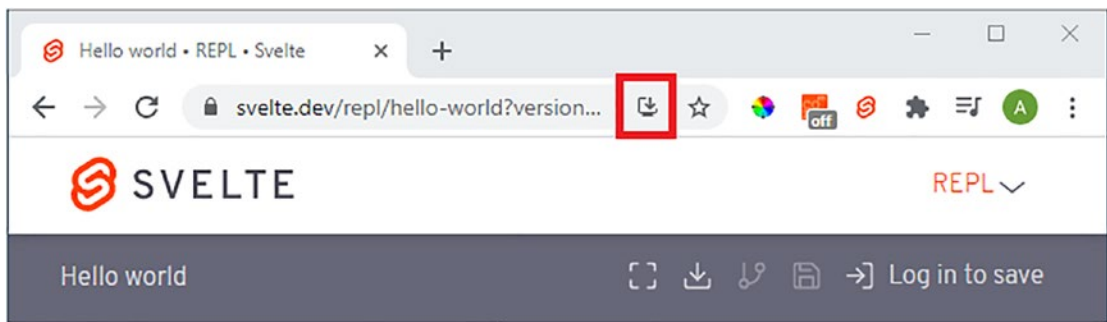 Hello world • REPL • Svelte
svelte.dev/repl/hello-world?version...
off
A
SVELTE
REPL
Hello world
Log in to save